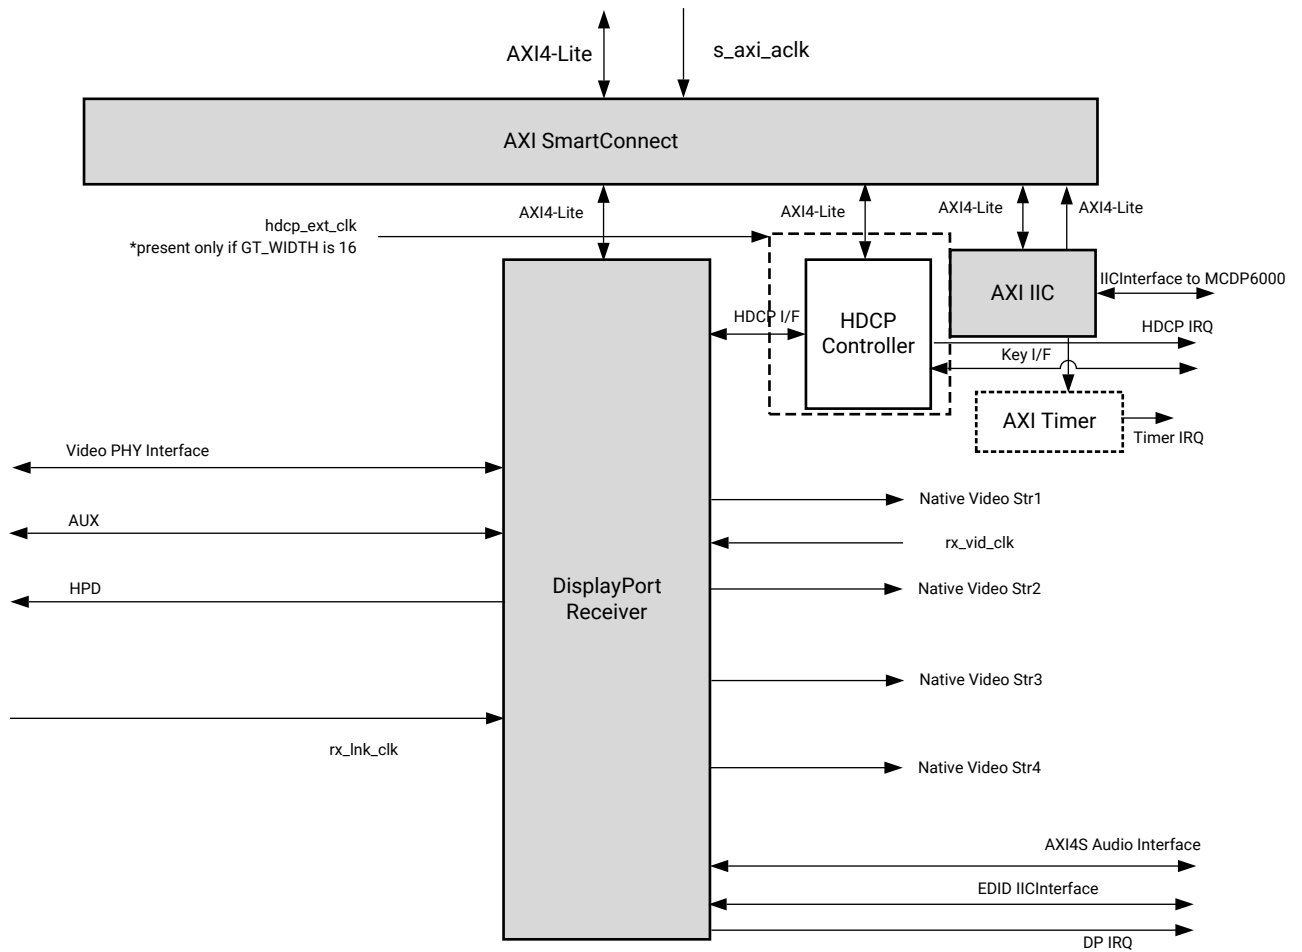 AXI4-Lite
s_axi_aclk
AXI SmartConnect
AXI4-Lite
AXI4-Lite
AXI4-Lite
AXI4-Lite
hdcp_ext_clk
*present only if GT_WIDTH is 16
AXI IIC
IICInterface to MCDP6000
HDCP I/F
HDCP
Controller
HDCP IRQ
Key I/F
AXI Timer
Timer IRQ
Video PHY Interface
Native Video Str1
AUX
rx_vid_clk
DisplayPort
Receiver
HPD
Native Video Str2
Native Video Str3
rx_lnk_clk
Native Video Str4
AXI4S Audio Interface
EDID IICInterface
DP IRQ